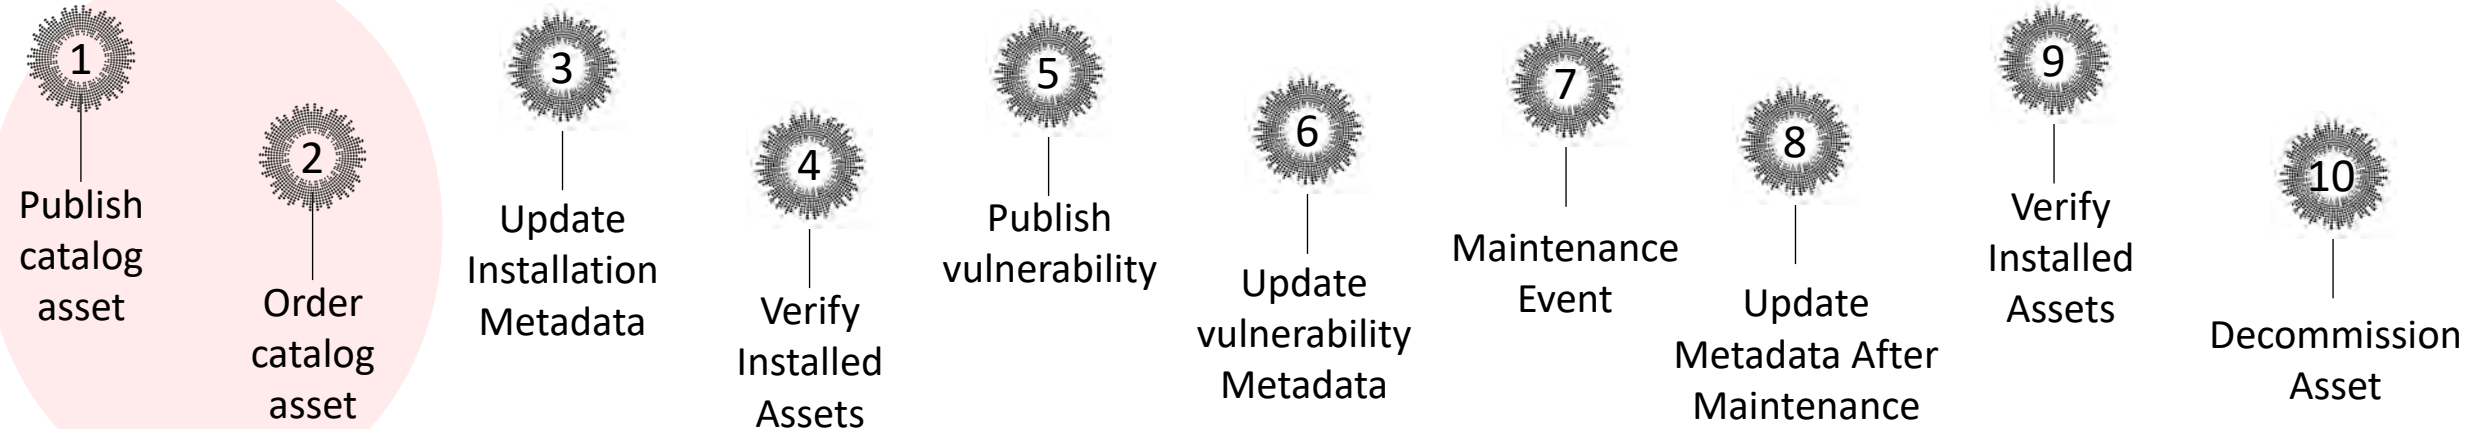 1
Publish
catalog
asset
2
Order
catalog
asset
3
Update
Installation
Metadata
4
Verify
Installed
Assets
5
Publish
vulnerability
6
Update
vulnerability
Metadata
7
Maintenance
Event
8
Update
Metadata After
Maintenance
9
Verify
Installed
Assets
10
Decommission
Asset